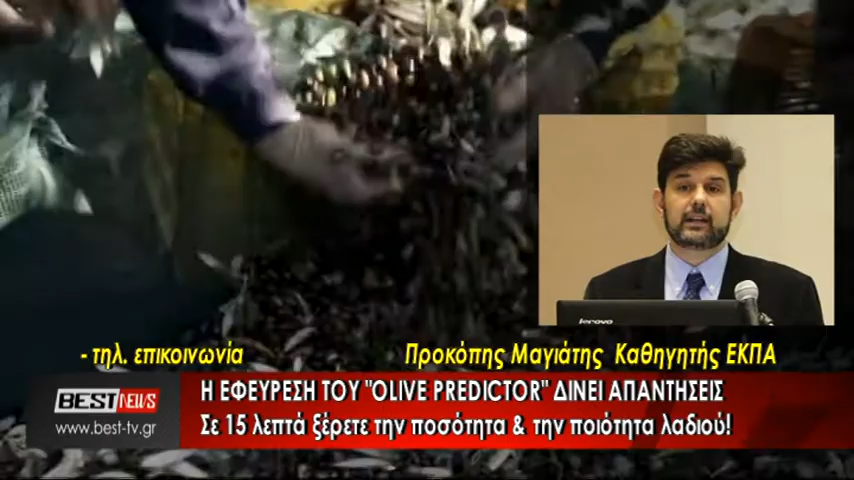 lenovo
- τηλ. επικοινωνία
Προκόπης Μαγιάτης Καθηγητής ΕΚΠΑ
BEST NEWS
www.best-tv.gr
Η ΕΦΕΥΡΕΣΗ ΤΟΥ "OLIVE PREDICTOR" ΔΙΝΕΙ ΑΠΑΝΤΗΣΕΙΣ
Σε 15 λεπτά ξέρετε την ποσότητα & την ποιότητα λαδιού!